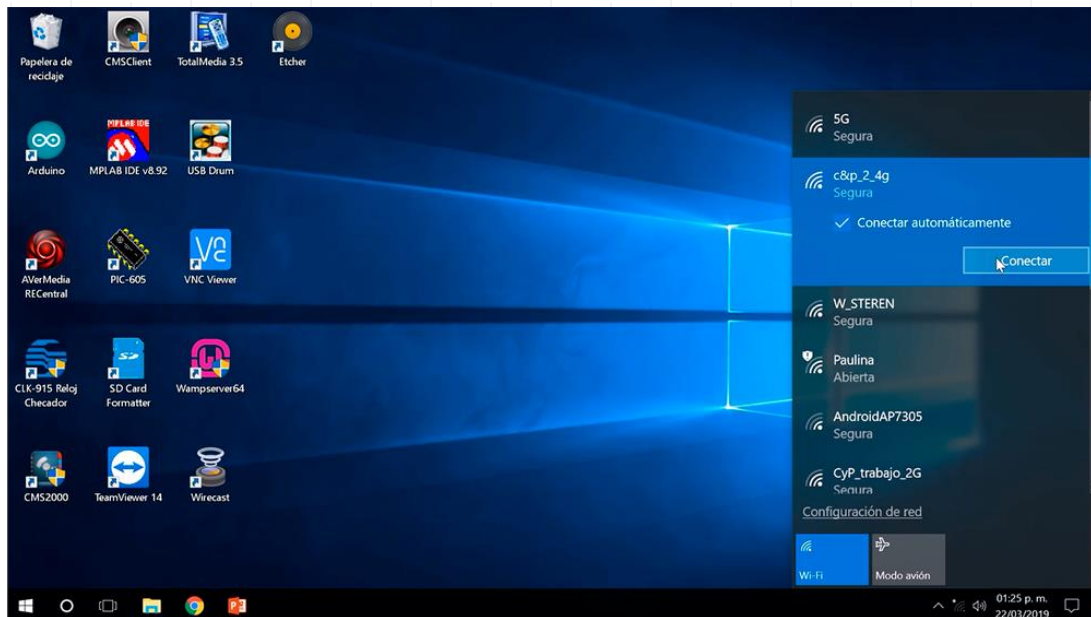 Papelera de
reciclaje
CMSClient
TotalMedia 3.5
Etcher
Arduino
MPLAB IDE
MPLAB IDE v8.92
USB Drum
AVerMedia
RECentral
PIC-605
VNC Viewer
CLK-915 Reloj
Checador
SD Card
Formatter
Wampserver64
CMS2000
TeamViewer 14
Wirecast
5G
Segura
c&p_2_4g
Segura
Conectar automáticamente
Conectar
W_STEREN
Segura
Paulina
Abierta
AndroidAP7305
Segura
CyP_trabajo_2G
Segura
Configuración de red
Wi-Fi
Modo avión
01:25 p. m.
22/03/2019